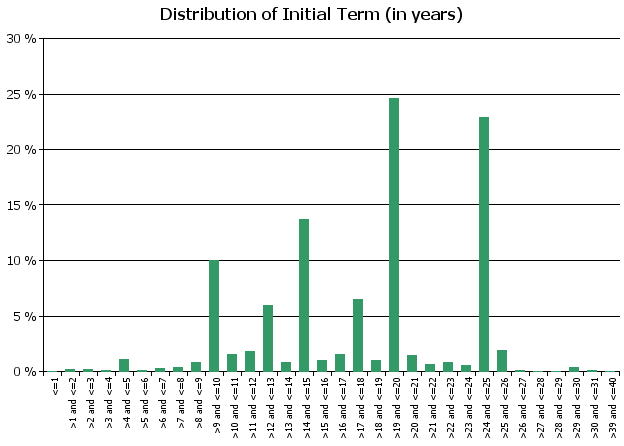 Distribution of Initial Term (in years)
30 %
25 %
20 %
15 %
10 %
5 %
0 %
<=1
>1 and <=2
>2 and <=3
>3 and <=4
>4 and <=5
>5 and <=6
>6 and <=7
>7 and <=8
>8 and <=9
>9 and <=10
>10 and <=11
>11 and <=12
>12 and <=13
>13 and <=14
>14 and <=15
>15 and <=16
>16 and <=17
>17 and <=18
>18 and <=19
>19 and <=20
>20 and <=21
>21 and <=22
>22 and <=23
>23 and <=24
>24 and <=25
>25 and <=26
>26 and <=27
>27 and <=28
>28 and <=29
>29 and <=30
>30 and <=31
>39 and <=40